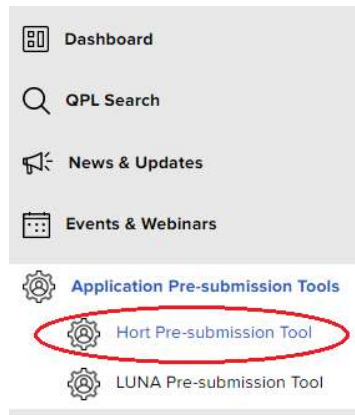 Dashboard
QPL Search
News & Updates
Events & Webinars
Application Pre-submission Tools
Hort Pre-submission Tool
LUNA Pre-submission Tool